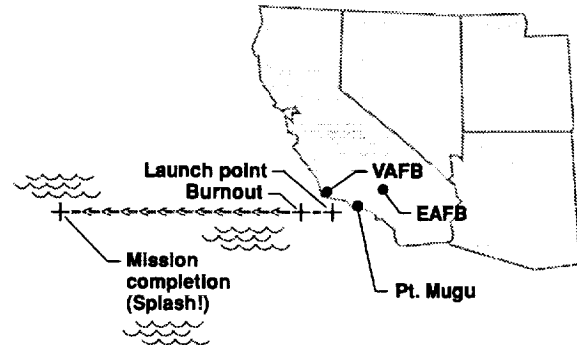 VAFB
Launch point
Burnout
EAFB
Mission
completion
(Splash!)
Pt. Mugu